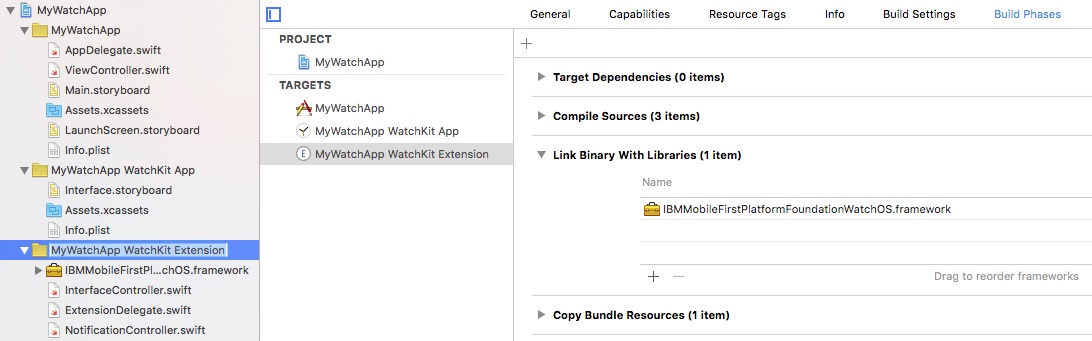 MyWatchApp
MyWatchApp
AppDelegate.swift
ViewController.swift
Main.storyboard
Assets.xcassets
LaunchScreen.storyboard
Info.plist
MyWatchApp WatchKit App
Interface.storyboard
Assets.xcassets
Info.plist
MyWatchApp WatchKit Extension
IBMMobileFirstPl...chOS.framework
InterfaceController.swift
ExtensionDelegate.swift
NotificationController.swift
PROJECT
MyWatchApp
TARGETS
MyWatchApp
MyWatchApp WatchKit App
E MyWatchApp WatchKit Extension
General Capabilities Resource Tags Info Build Settings Build Phases
+
Target Dependencies (0 items)
Compile Sources (3 items)
Link Binary With Libraries (1 item)
Name
IBMMobileFirstPlatformFoundationWatchOS.framework
+ − Drag to reorder frameworks
Copy Bundle Resources (1 item)